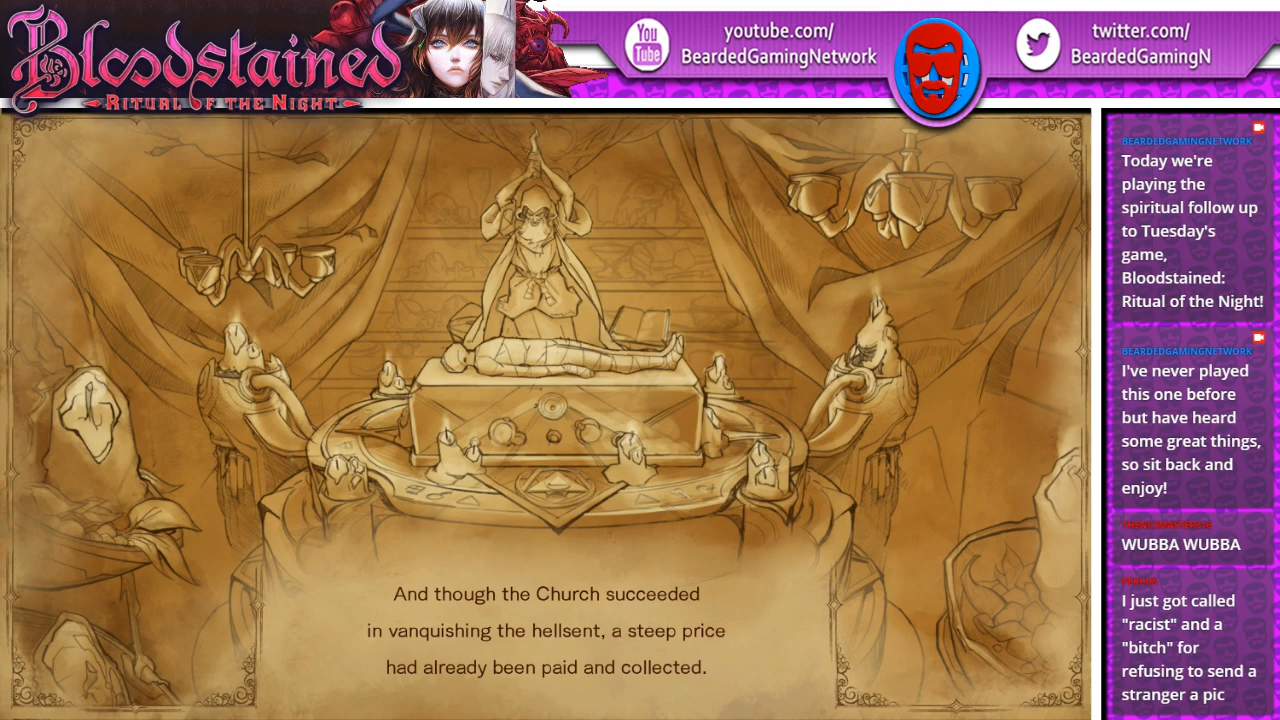 Bloodstained
RITUAL OF THE NIGHT
You
Tube
youtube.com/
BeardedGamingNetwork
twitter.com/
BeardedGamingN
And though the Church succeeded
in vanquishing the hellsent, a steep price
had already been paid and collected.
BEARDEDGAMINGNETWORK
Today we're
playing the
spiritual follow up
to Tuesday's
game,
Bloodstained:
Ritual of the Night!
BEARDEDGAMINGNETWORK
I've never played
this one before
but have heard
some great things,
so sit back and
enjoy!
WUBBA WUBBA
I just got called
"racist" and a
"bitch" for
refusing to send a
stranger a pic